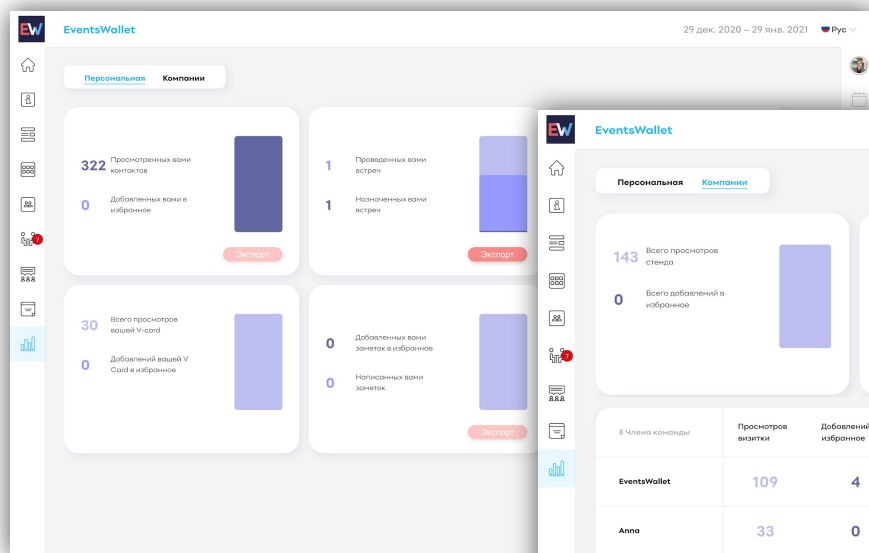 EW
EventsWallet
29 дек. 2020 – 29 янв. 2021
Рус
Персональная
Компании
322
Просмотренных вами
контактов
0
Добавленных вами в
избранное
Экспорт
1
Проведенных вами
встреч
1
Назначенных вами
встреч
Экспорт
7
30
Всего просмотров
вашей V-card
0
Добавлений вашей V
Card в избранное
0
Добавленных вами
заметок в избранное
0
Написанных вами
заметок
Экспорт
EW
EventsWallet
Персональная
Компании
143
Всего просмотров
стенда
0
Всего добавлений в
избранное
7
8 Члена команды
Просмотров
визитки
Добавлений
избранное
EventsWallet
109
4
Anna
33
0